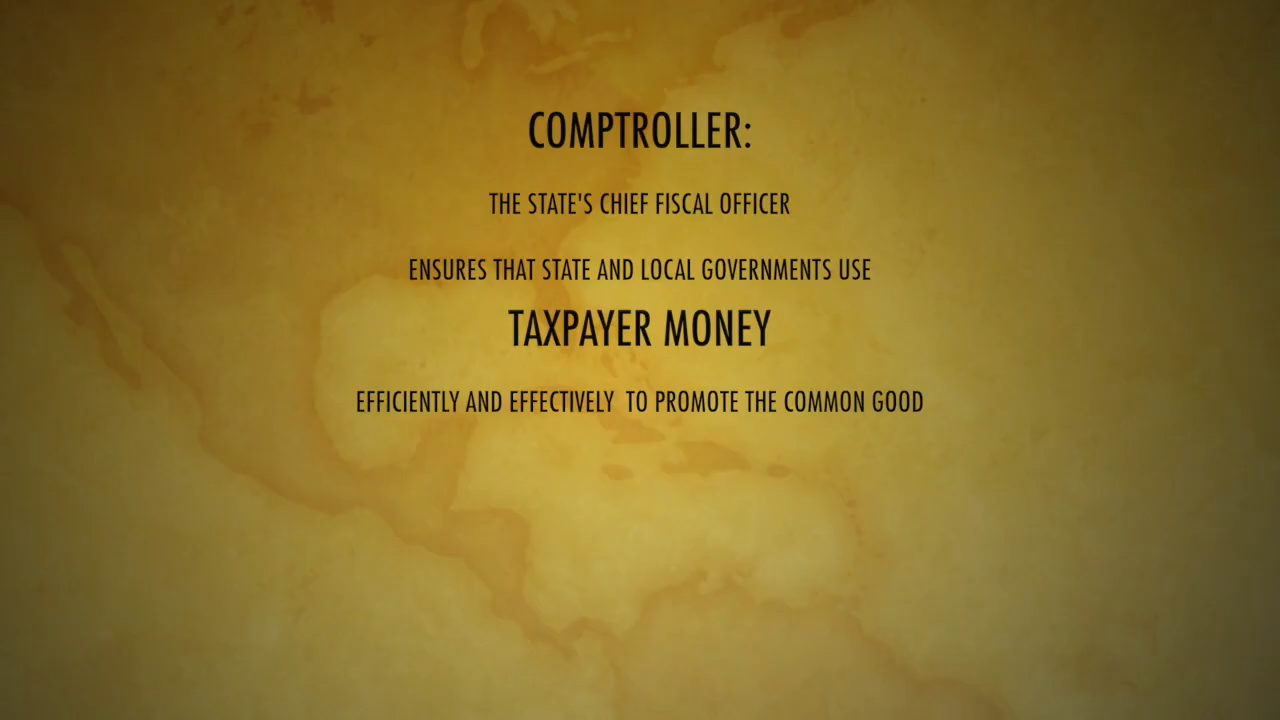 COMPTROLLER:
THE STATE'S CHIEF FISCAL OFFICER
ENSURES THAT STATE AND LOCAL GOVERNMENTS USE
TAXPAYER MONEY
EFFICIENTLY AND EFFECTIVELY  TO PROMOTE THE COMMON GOOD